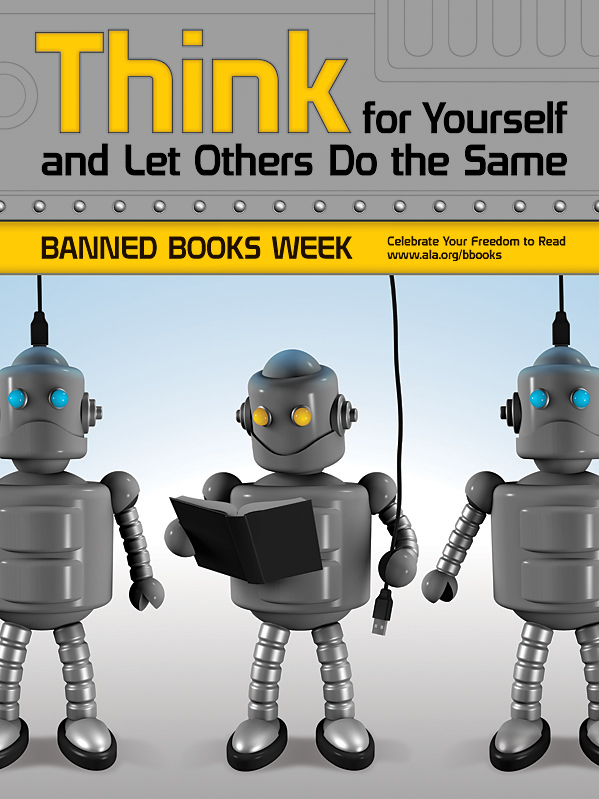 Think for Yourself
and Let Others Do the Same
BANNED BOOKS WEEK
Celebrate Your Freedom to Read
www.ala.org/bbooks